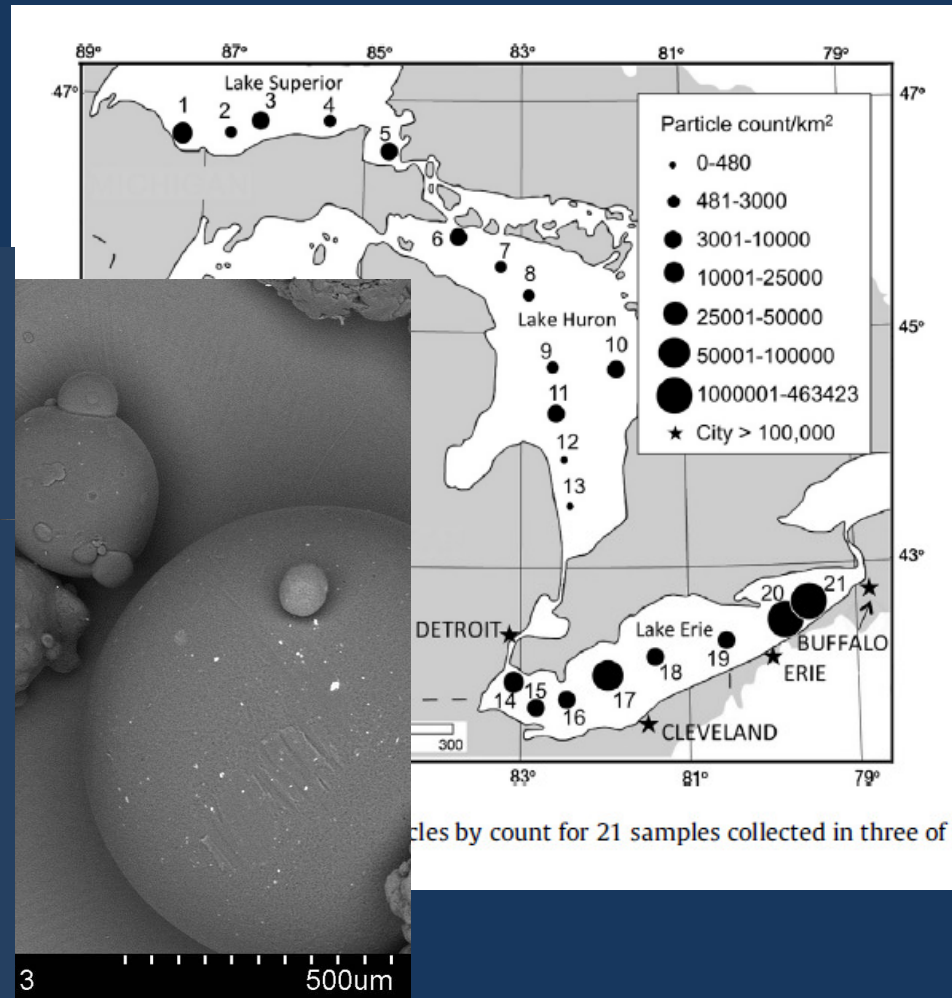 89° 87° 85° 83° 81° 79°
47° 47°
Lake Superior
1 2 3 4
5
Particle count/km²
0-480
481-3000
3001-10000
10001-25000
25001-50000
50001-100000
1000001-463423
★ City > 100,000
6 7
8
Lake Huron
45°
9 10
11
12
13
43°
DETROIT
Lake Erie
20 21
BUFFALO
ERIE
14 15 16 17 18 19
CLEVELAND
300
83° 81° 79°
cles by count for 21 samples collected in three of
3 500um